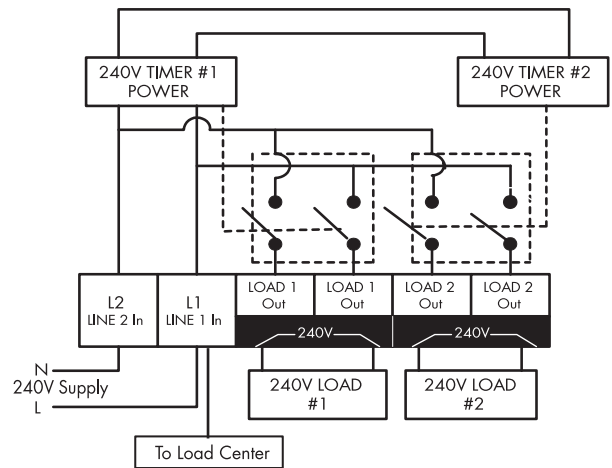 240V TIMER #1
POWER
240V TIMER #2
POWER
L2
LINE 2 In
L1
LINE 1 In
LOAD 1
Out
LOAD 1
Out
LOAD 2
Out
LOAD 2
Out
240V
240V
N
240V Supply
L
240V LOAD
#1
240V LOAD
#2
To Load Center